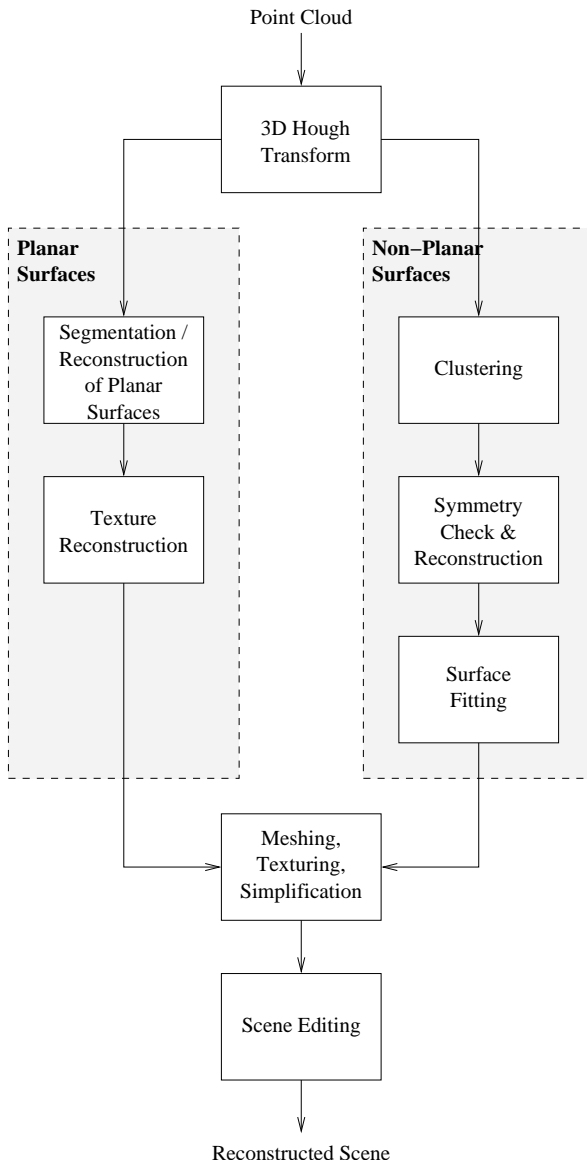 Point Cloud
3D Hough
Transform
Planar
Surfaces
Segmentation /
Reconstruction
of Planar
Surfaces
Texture
Reconstruction
Non−Planar
Surfaces
Clustering
Symmetry
Check &
Reconstruction
Surface
Fitting
Meshing,
Texturing,
Simplification
Scene Editing
Reconstructed Scene